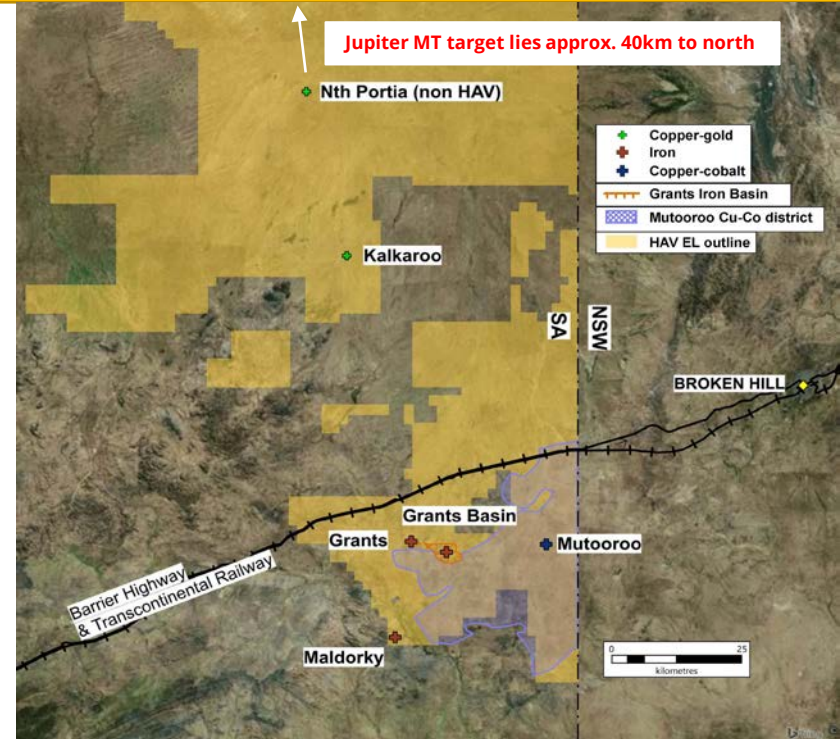 Jupiter MT target lies approx. 40km to north
Nth Portia (non HAV)
Copper-gold
Iron
Copper-cobalt
Grants Iron Basin
Mutooroo Cu-Co district
HAV EL outline
Kalkaroo
SA
NSW
BROKEN HILL
Grants Basin
Grants
Mutooroo
Barrier Highway
& Transcontinental Railway
Maldorky
0 25
kilometres